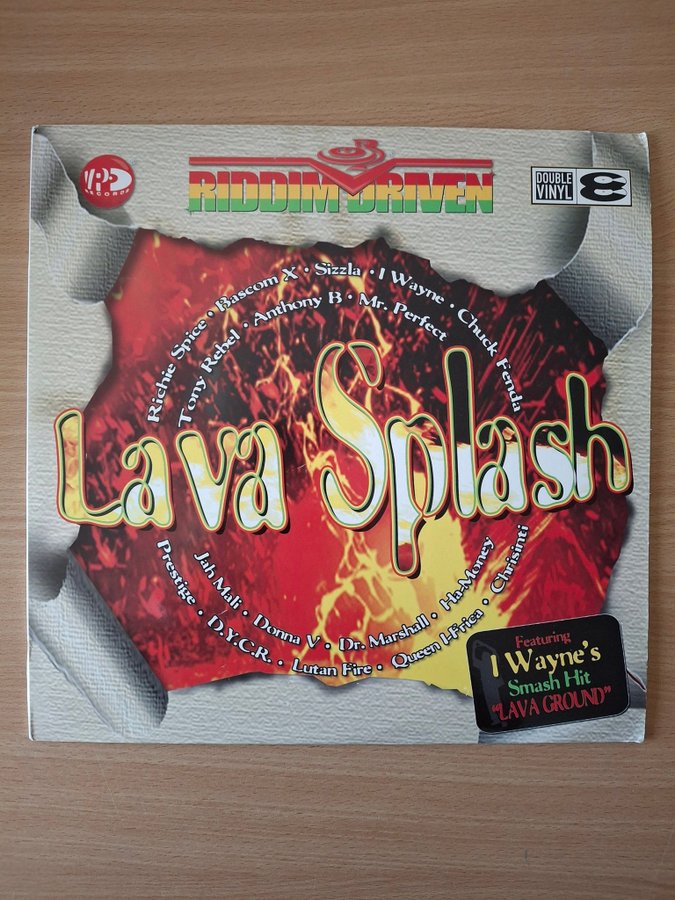 VP
RECORDS
RIDDIM DRIVEN
DOUBLE
VINYL
Richie Spice • Bascom X • Sizzla • I Wayne • Chuck Fenda
Tony Rebel • Anthony B • Mr. Perfect
Lava Splash
Jah Mali • Donna V • Dr. Marshall • Ha-Money
Prestige • D.Y.C.R. • Lutan Fire • Queen I-Frica • Chrisinti
Featuring
I Wayne's
Smash Hit
"LAVA GROUND"